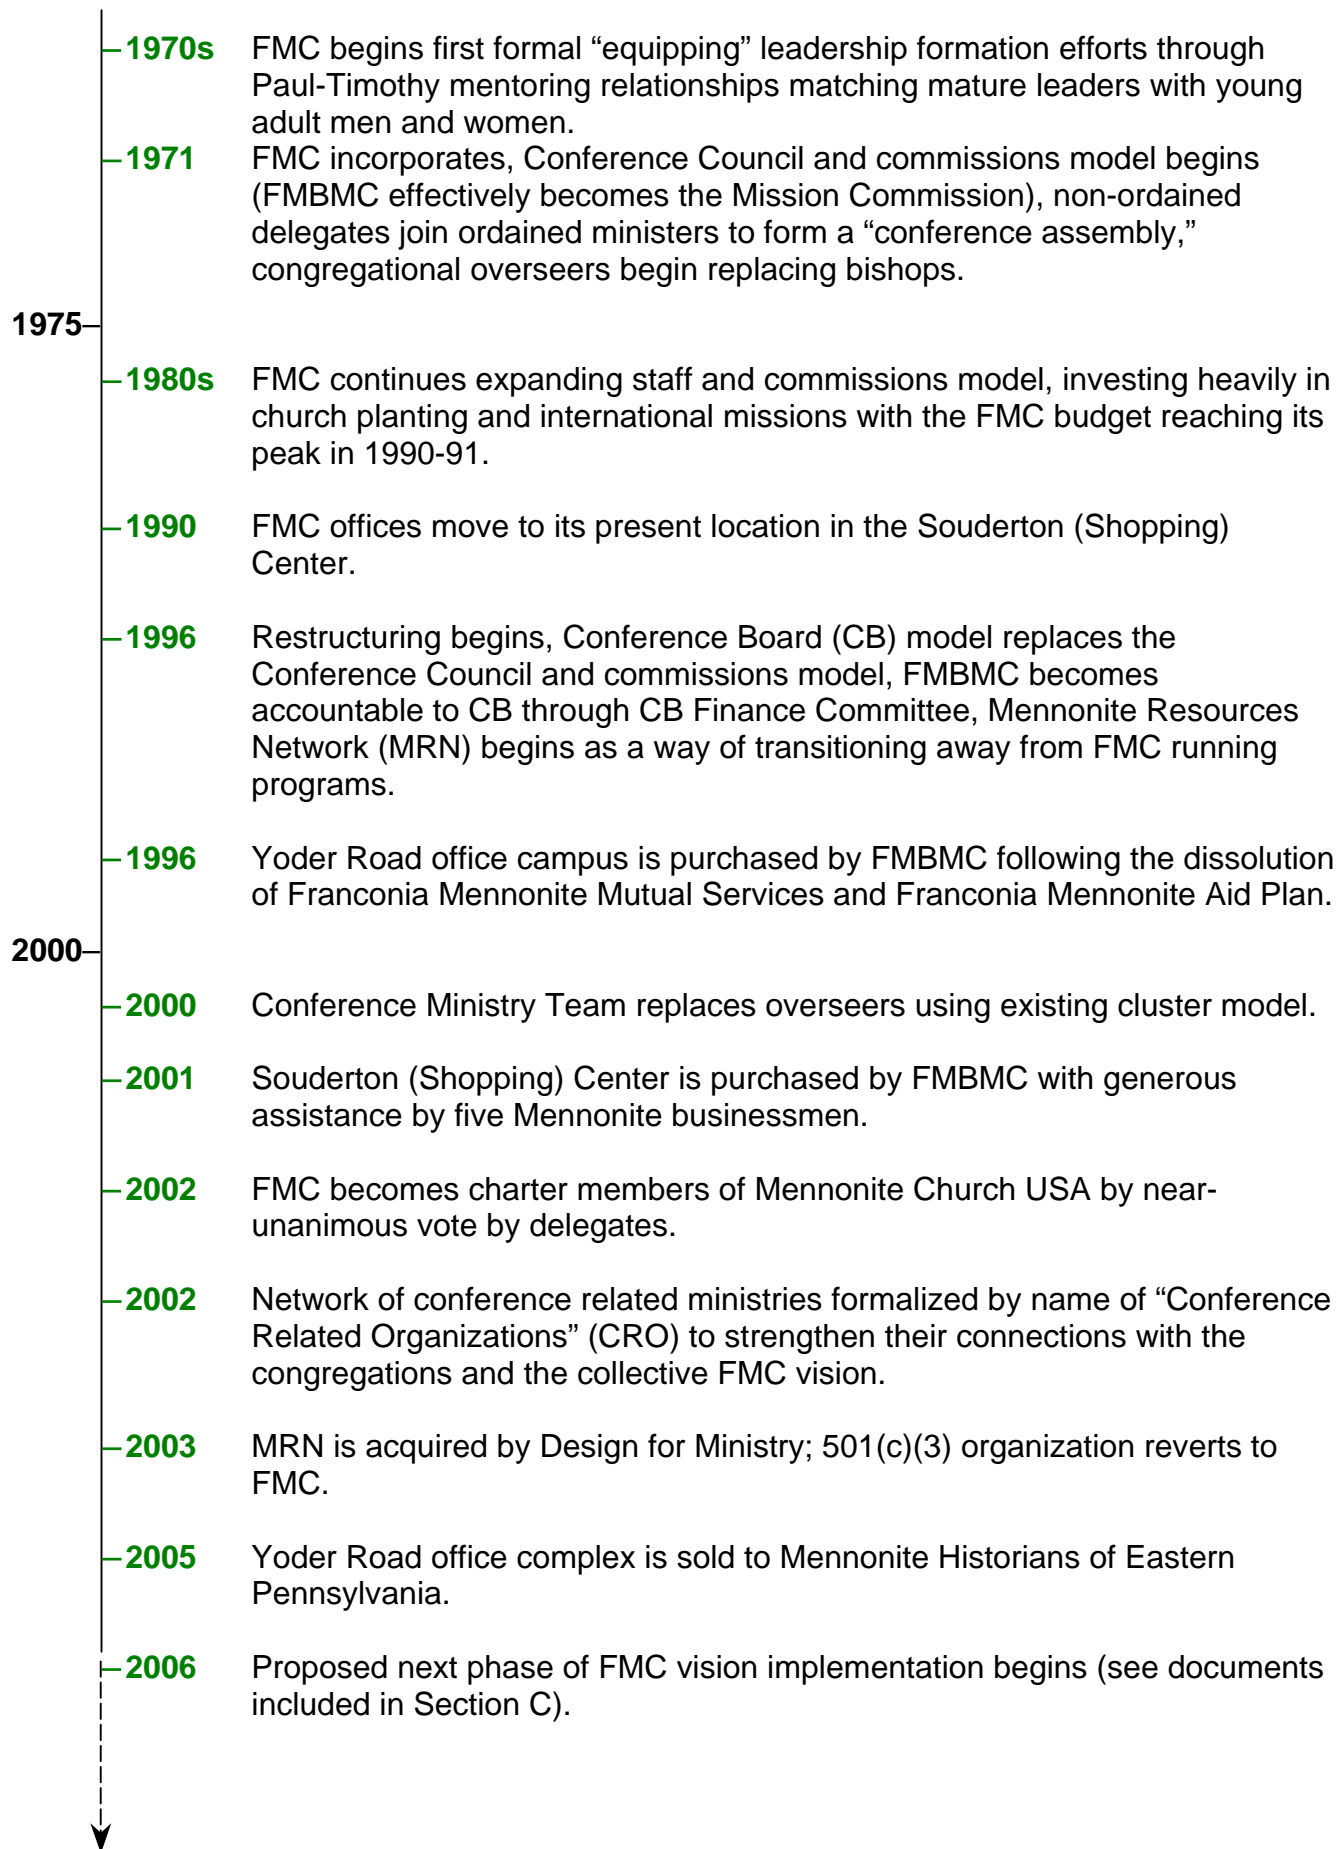 1970s FMC begins first formal “equipping” leadership formation efforts through
Paul-Timothy mentoring relationships matching mature leaders with young
adult men and women.
1971 FMC incorporates, Conference Council and commissions model begins
(FMBMC effectively becomes the Mission Commission), non-ordained
delegates join ordained ministers to form a “conference assembly,”
congregational overseers begin replacing bishops.
1975
1980s FMC continues expanding staff and commissions model, investing heavily in
church planting and international missions with the FMC budget reaching its
peak in 1990-91.
1990 FMC offices move to its present location in the Souderton (Shopping)
Center.
1996 Restructuring begins, Conference Board (CB) model replaces the
Conference Council and commissions model, FMBMC becomes
accountable to CB through CB Finance Committee, Mennonite Resources
Network (MRN) begins as a way of transitioning away from FMC running
programs.
1996 Yoder Road office campus is purchased by FMBMC following the dissolution
of Franconia Mennonite Mutual Services and Franconia Mennonite Aid Plan.
2000
2000 Conference Ministry Team replaces overseers using existing cluster model.
2001 Souderton (Shopping) Center is purchased by FMBMC with generous
assistance by five Mennonite businessmen.
2002 FMC becomes charter members of Mennonite Church USA by near-
unanimous vote by delegates.
2002 Network of conference related ministries formalized by name of “Conference
Related Organizations” (CRO) to strengthen their connections with the
congregations and the collective FMC vision.
2003 MRN is acquired by Design for Ministry; 501(c)(3) organization reverts to
FMC.
2005 Yoder Road office complex is sold to Mennonite Historians of Eastern
Pennsylvania.
2006 Proposed next phase of FMC vision implementation begins (see documents
included in Section C).